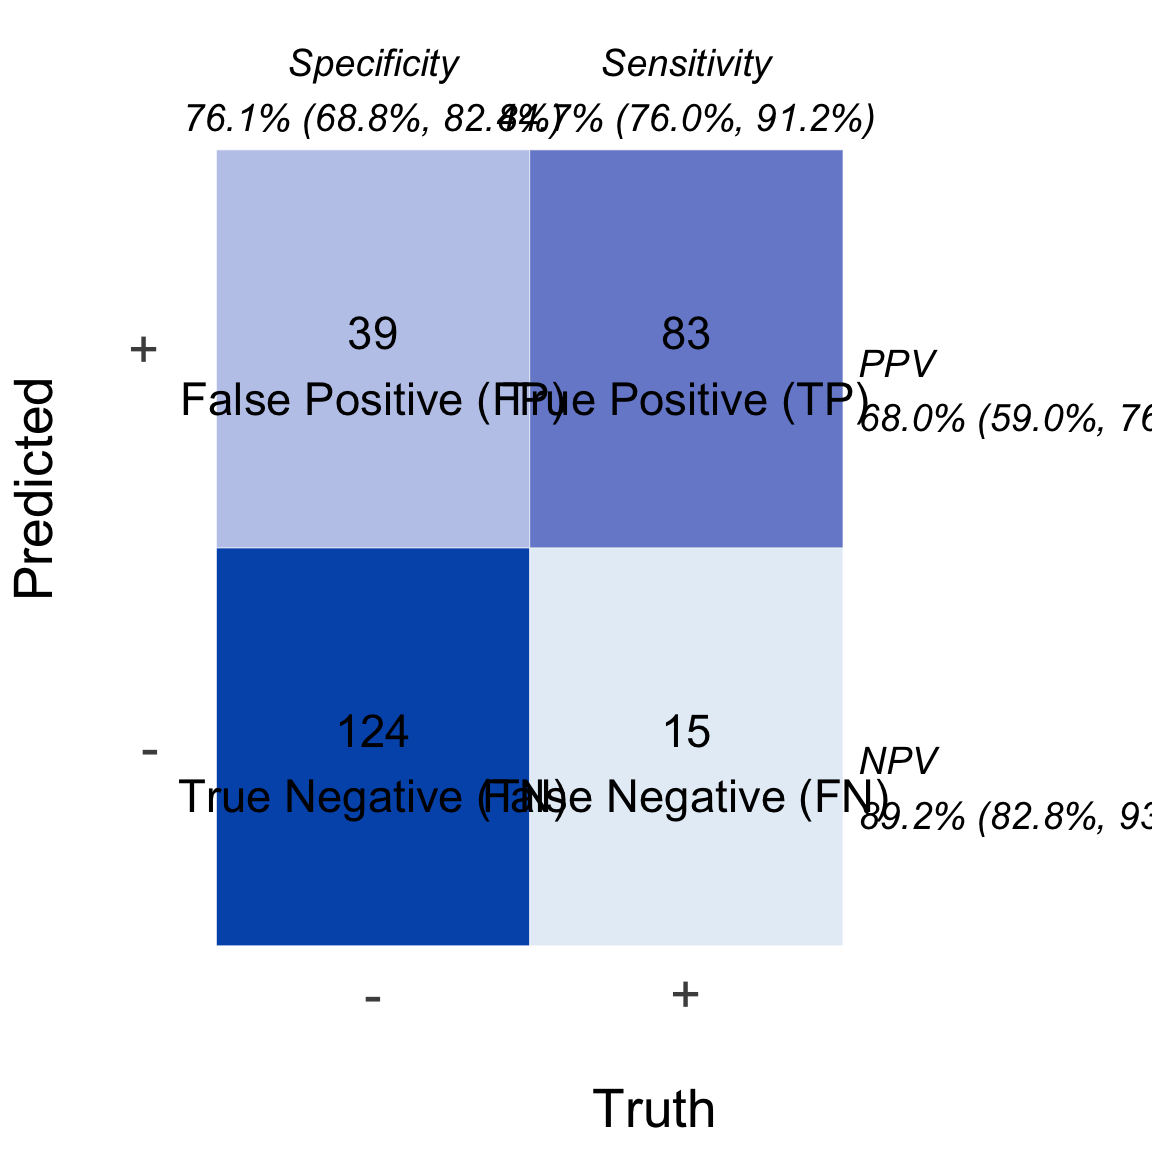 Specificity
Sensitivity
76.1% (68.8%, 82.4%)
84.7% (76.0%, 91.2%)
39
83
False Positive (FP)
True Positive (TP)
+
PPV
68.0% (59.0%, 76
Predicted
124
15
True Negative (TN)
False Negative (FN)
-
NPV
89.2% (82.8%, 93
-
+
Truth